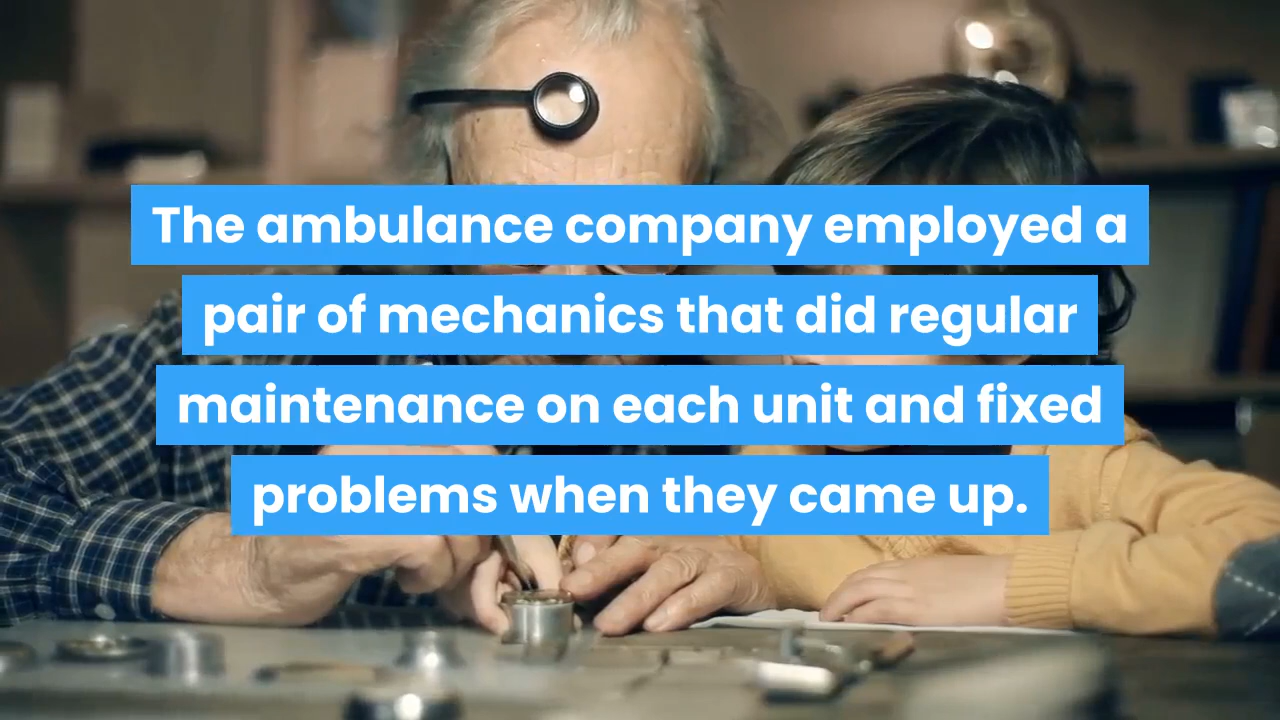 The ambulance company employed a
pair of mechanics that did regular
maintenance on each unit and fixed
problems when they came up.